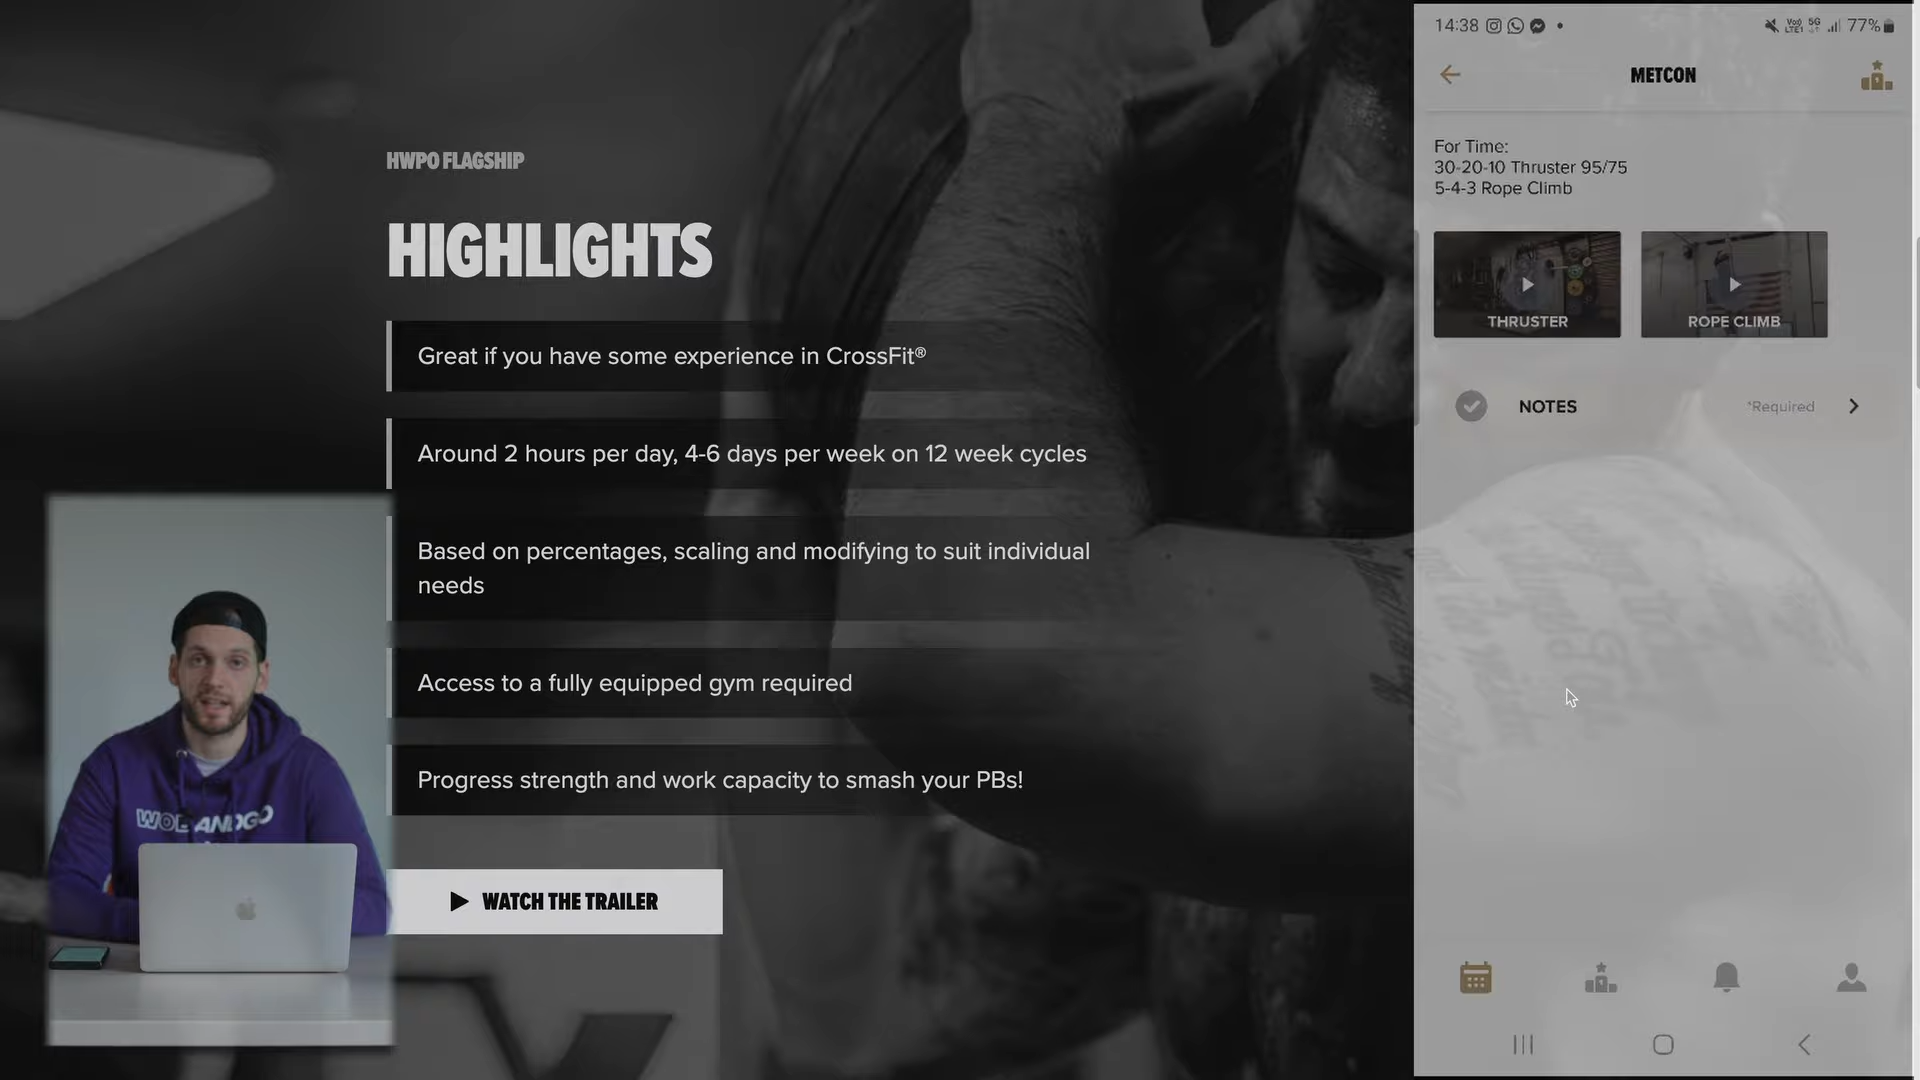 HWPO FLAGSHIP
HIGHLIGHTS
Great if you have some experience in CrossFit®
Around 2 hours per day, 4-6 days per week on 12 week cycles
Based on percentages, scaling and modifying to suit individual
needs
Access to a fully equipped gym required
Progress strength and work capacity to smash your PBs!
WATCH THE TRAILER
14:38
5G
77%
METCON
For Time:
30-20-10 Thruster 95/75
5-4-3 Rope Climb
THRUSTER
ROPE CLIMB
NOTES
*Required